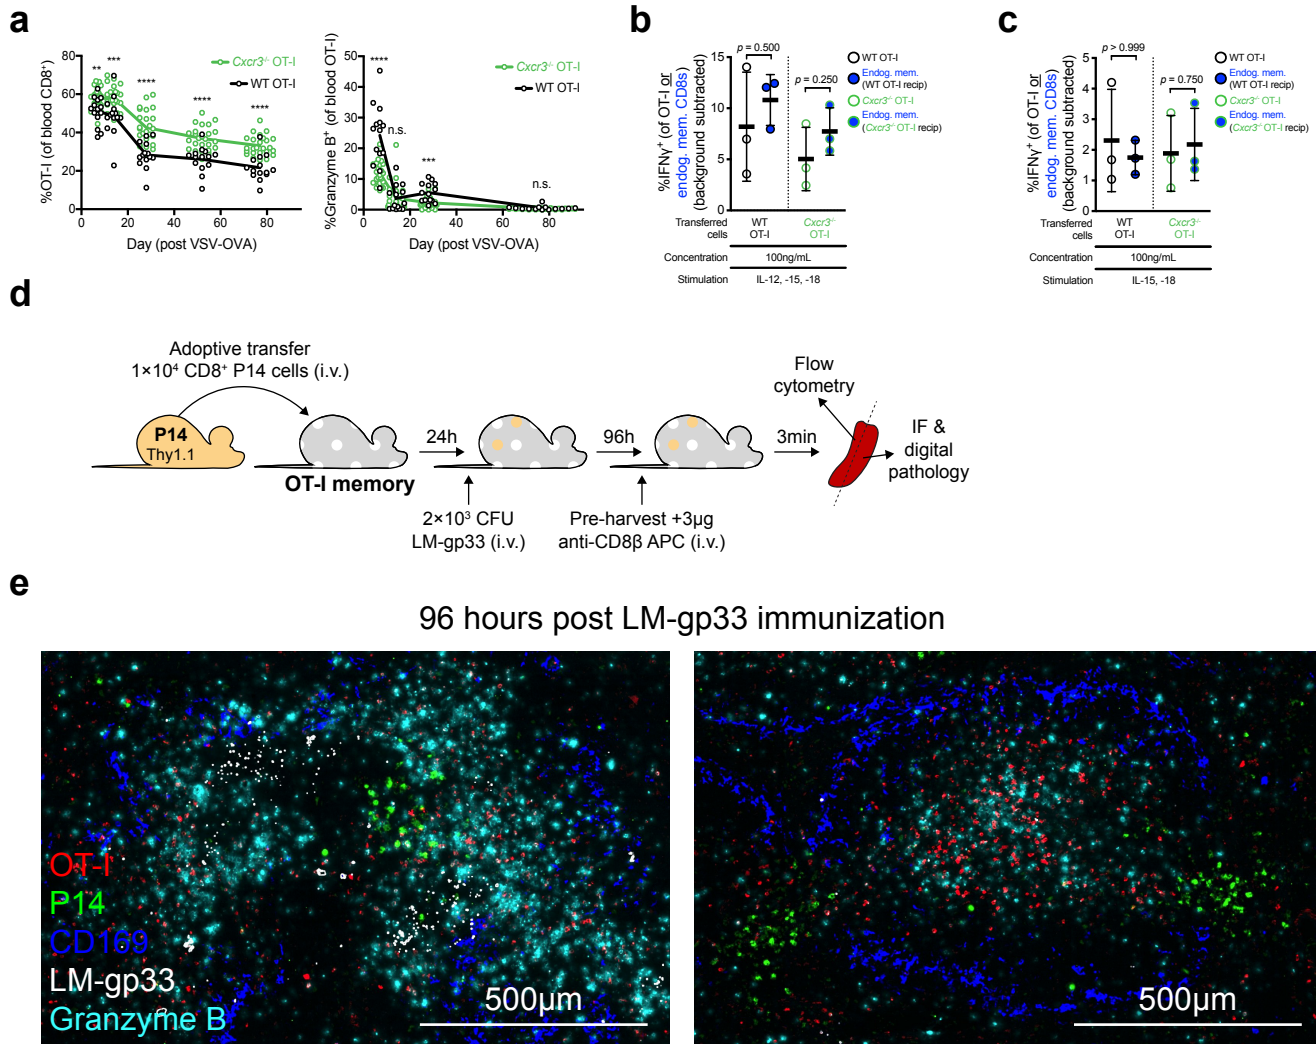 a
%OT-I (of blood CD8⁺)
80
60
40
20
0
** *** **** **** ****
Cxcr3⁻/⁻ OT-I
WT OT-I
0 20 40 60 80
Day (post VSV-OVA)
%Granzyme B⁺ (of blood OT-I)
50
40
30
20
10
0
**** n.s. *** n.s.
Cxcr3⁻/⁻ OT-I
WT OT-I
0 20 40 60 80
Day (post VSV-OVA)
b
%IFNγ⁺ (of OT-I or
endog. mem. CD8s)
(background subtracted)
15
10
5
0
p = 0.500
p = 0.250
WT OT-I
Endog. mem.
(WT OT-I recip)
Cxcr3⁻/⁻ OT-I
Endog. mem.
(Cxcr3⁻/⁻ OT-I recip)
Transferred
cells
WT
OT-I
Cxcr3⁻/⁻
OT-I
Concentration 100ng/mL
Stimulation IL-12, -15, -18
c
%IFNγ⁺ (of OT-I or
endog. mem. CD8s)
(background subtracted)
5
4
3
2
1
0
p > 0.999
p = 0.750
WT OT-I
Endog. mem.
(WT OT-I recip)
Cxcr3⁻/⁻ OT-I
Endog. mem.
(Cxcr3⁻/⁻ OT-I recip)
Transferred
cells
WT
OT-I
Cxcr3⁻/⁻
OT-I
Concentration 100ng/mL
Stimulation IL-15, -18
d
Adoptive transfer
1×10⁴ CD8⁺ P14 cells (i.v.)
P14
Thy1.1
OT-I memory
24h
2×10³ CFU
LM-gp33 (i.v.)
96h
Pre-harvest +3µg
anti-CD8β APC (i.v.)
3min
Flow
cytometry
IF &
digital
pathology
e
96 hours post LM-gp33 immunization
OT-I
P14
CD169
LM-gp33
Granzyme B
500µm
500µm